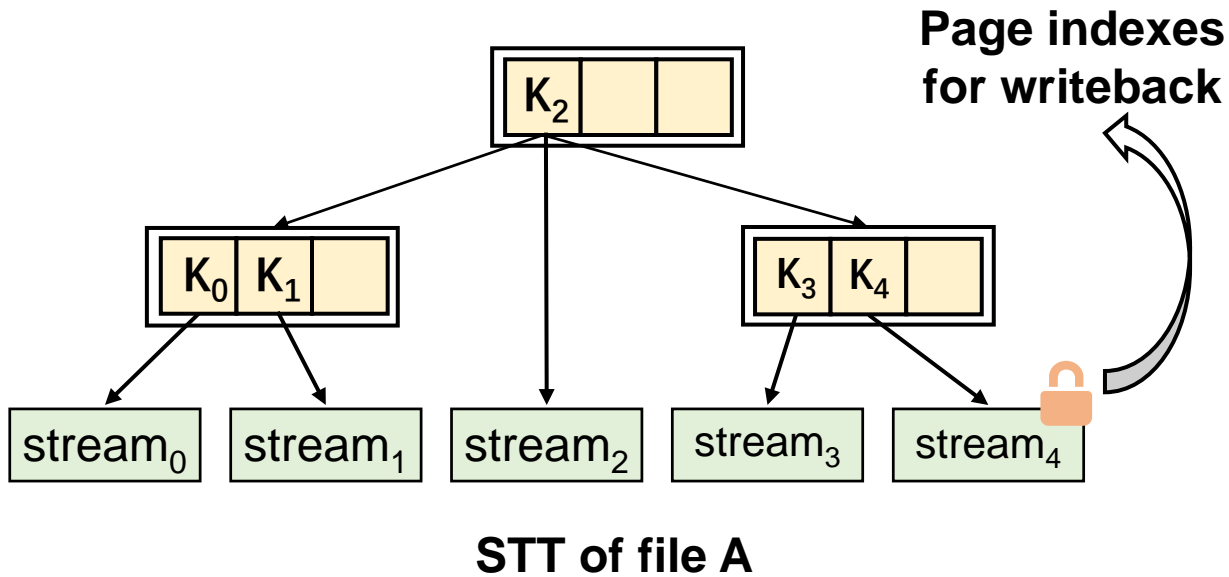 Page indexes
for writeback
K₂
K₀ K₁
K₃ K₄
stream₀ stream₁ stream₂ stream₃ stream₄
STT of file A